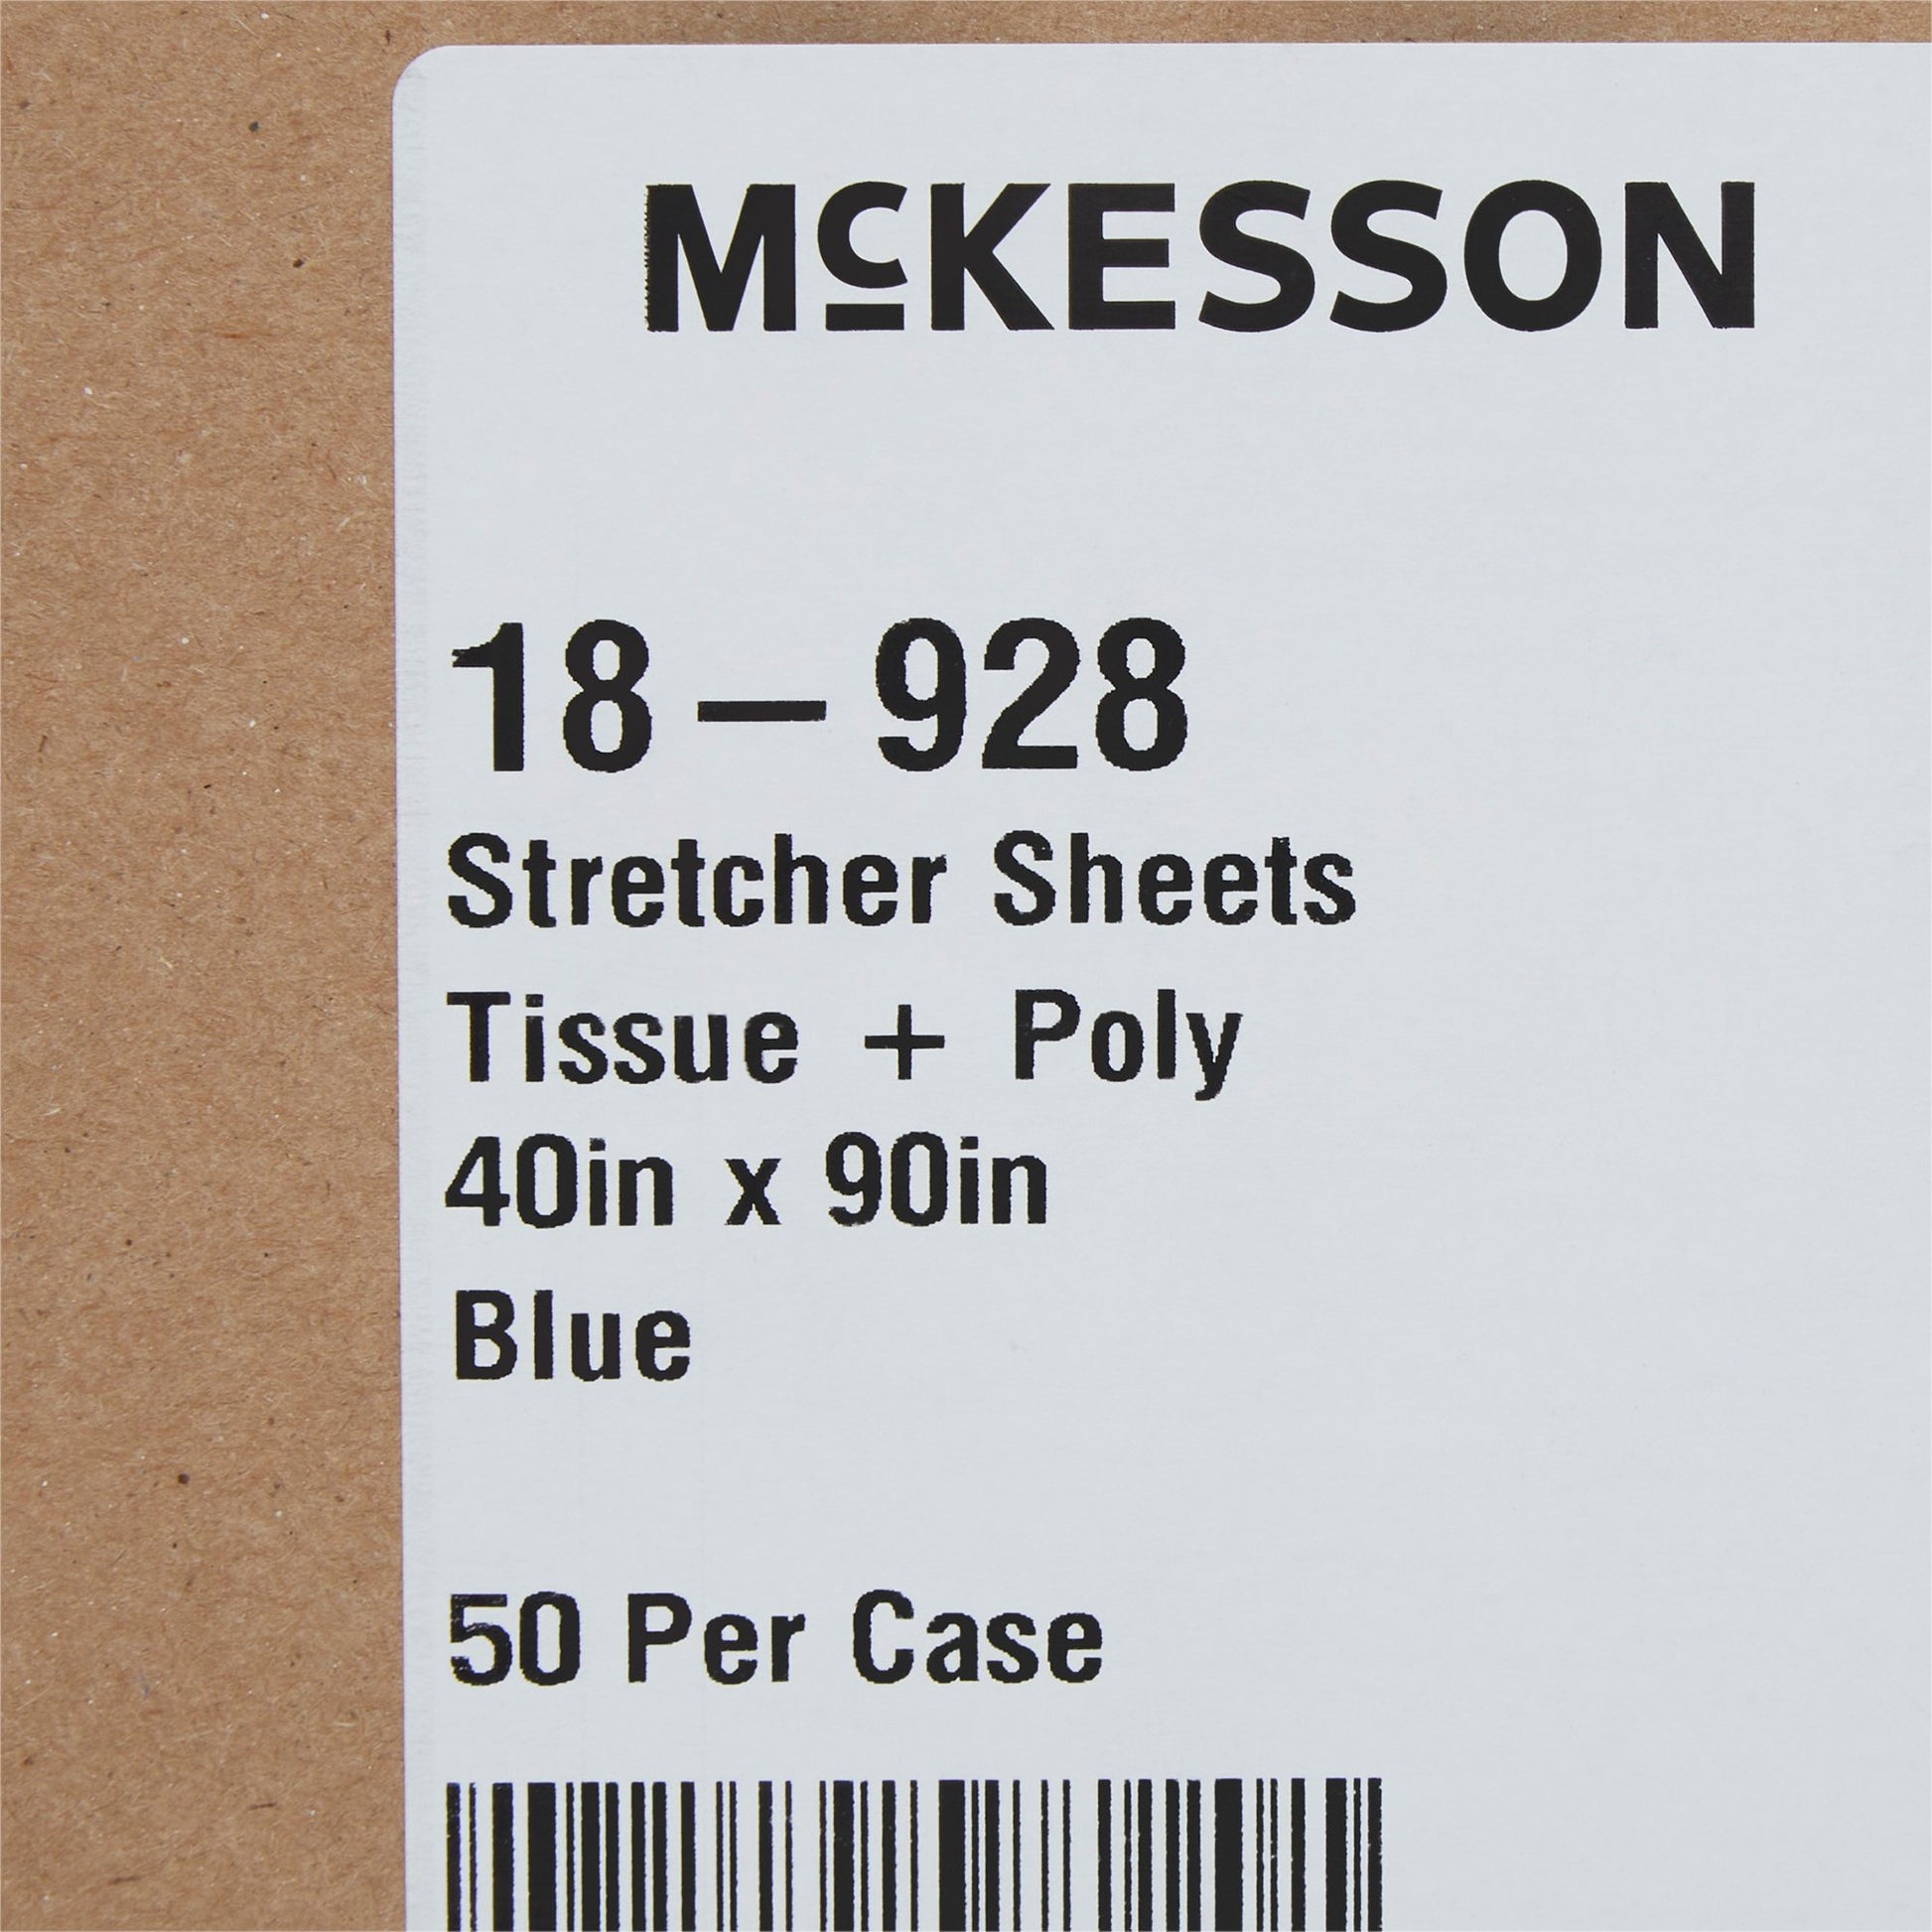 McKESSON
18 – 928
Stretcher Sheets
Tissue + Poly
40in x 90in
Blue
50 Per Case